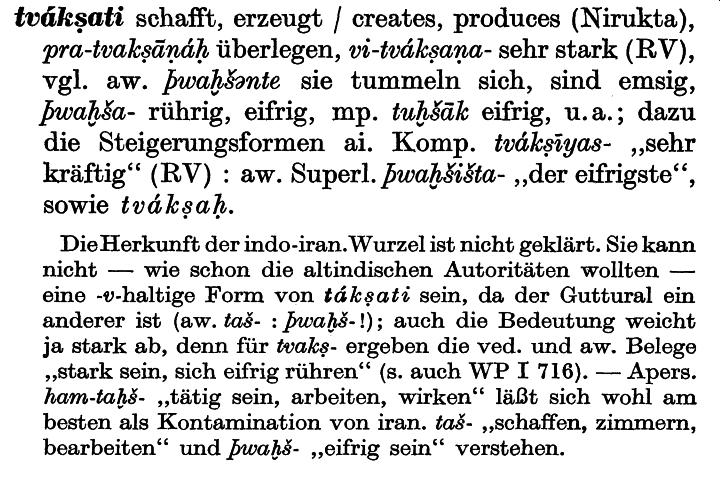 tvákṣati schafft, erzeugt / creates, produces (Nirukta),
pra-tvakṣāṇáḥ überlegen, vi-tvákṣaṇa- sehr stark (RV),
vgl. aw. þwaḫšənte sie tummeln sich, sind emsig,
þwaḫša- rührig, eifrig, mp. tuḫšāk eifrig, u. a.; dazu
die Steigerungsformen ai. Komp. tvákṣīyas- „sehr
kräftig“ (RV) : aw. Superl. þwaḫšišta- „der eifrigste“,
sowie tvákṣaḥ.
Die Herkunft der indo-iran. Wurzel ist nicht geklärt. Sie kann
nicht — wie schon die altindischen Autoritäten wollten —
eine -v-haltige Form von tákṣati sein, da der Guttural ein
anderer ist (aw. taš- : þwaḫš-!); auch die Bedeutung weicht
ja stark ab, denn für tvakṣ- ergeben die ved. und aw. Belege
„stark sein, sich eifrig rühren“ (s. auch WP I 716). — Apers.
ham-taḫš- „tätig sein, arbeiten, wirken“ läßt sich wohl am
besten als Kontamination von iran. taš- „schaffen, zimmern,
bearbeiten“ und þwaḫš- „eifrig sein“ verstehen.